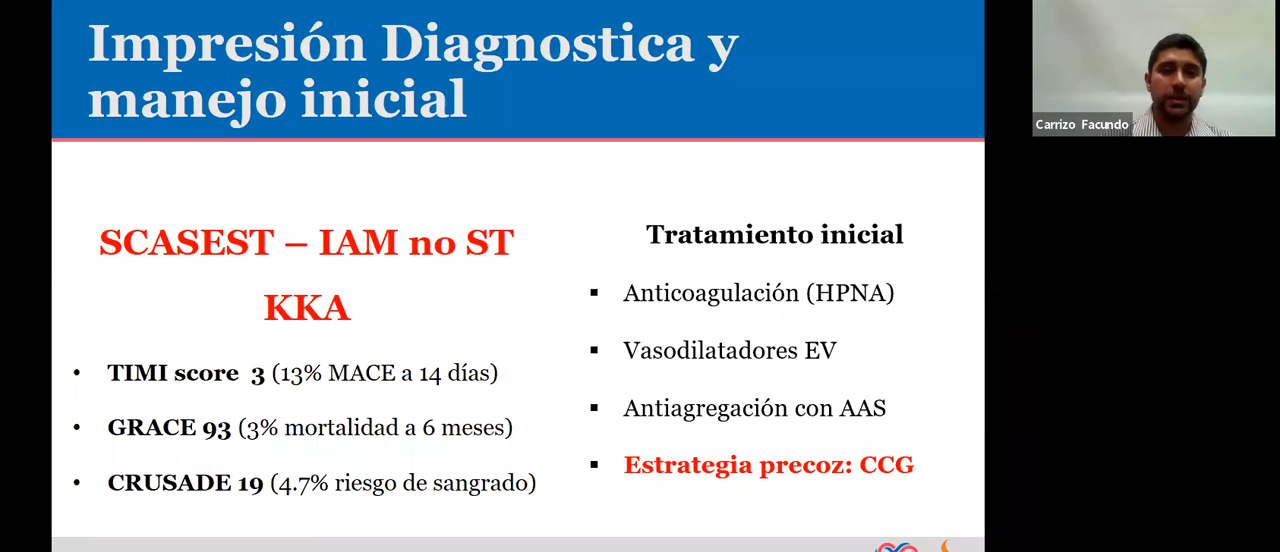 Impresión Diagnostica y
manejo inicial
Carrizo Facundo
SCASEST – IAM no ST
KKA
• TIMI score 3 (13% MACE a 14 días)
• GRACE 93 (3% mortalidad a 6 meses)
• CRUSADE 19 (4.7% riesgo de sangrado)
Tratamiento inicial
▪ Anticoagulación (HPNA)
▪ Vasodilatadores EV
▪ Antiagregación con AAS
▪ Estrategia precoz: CCG